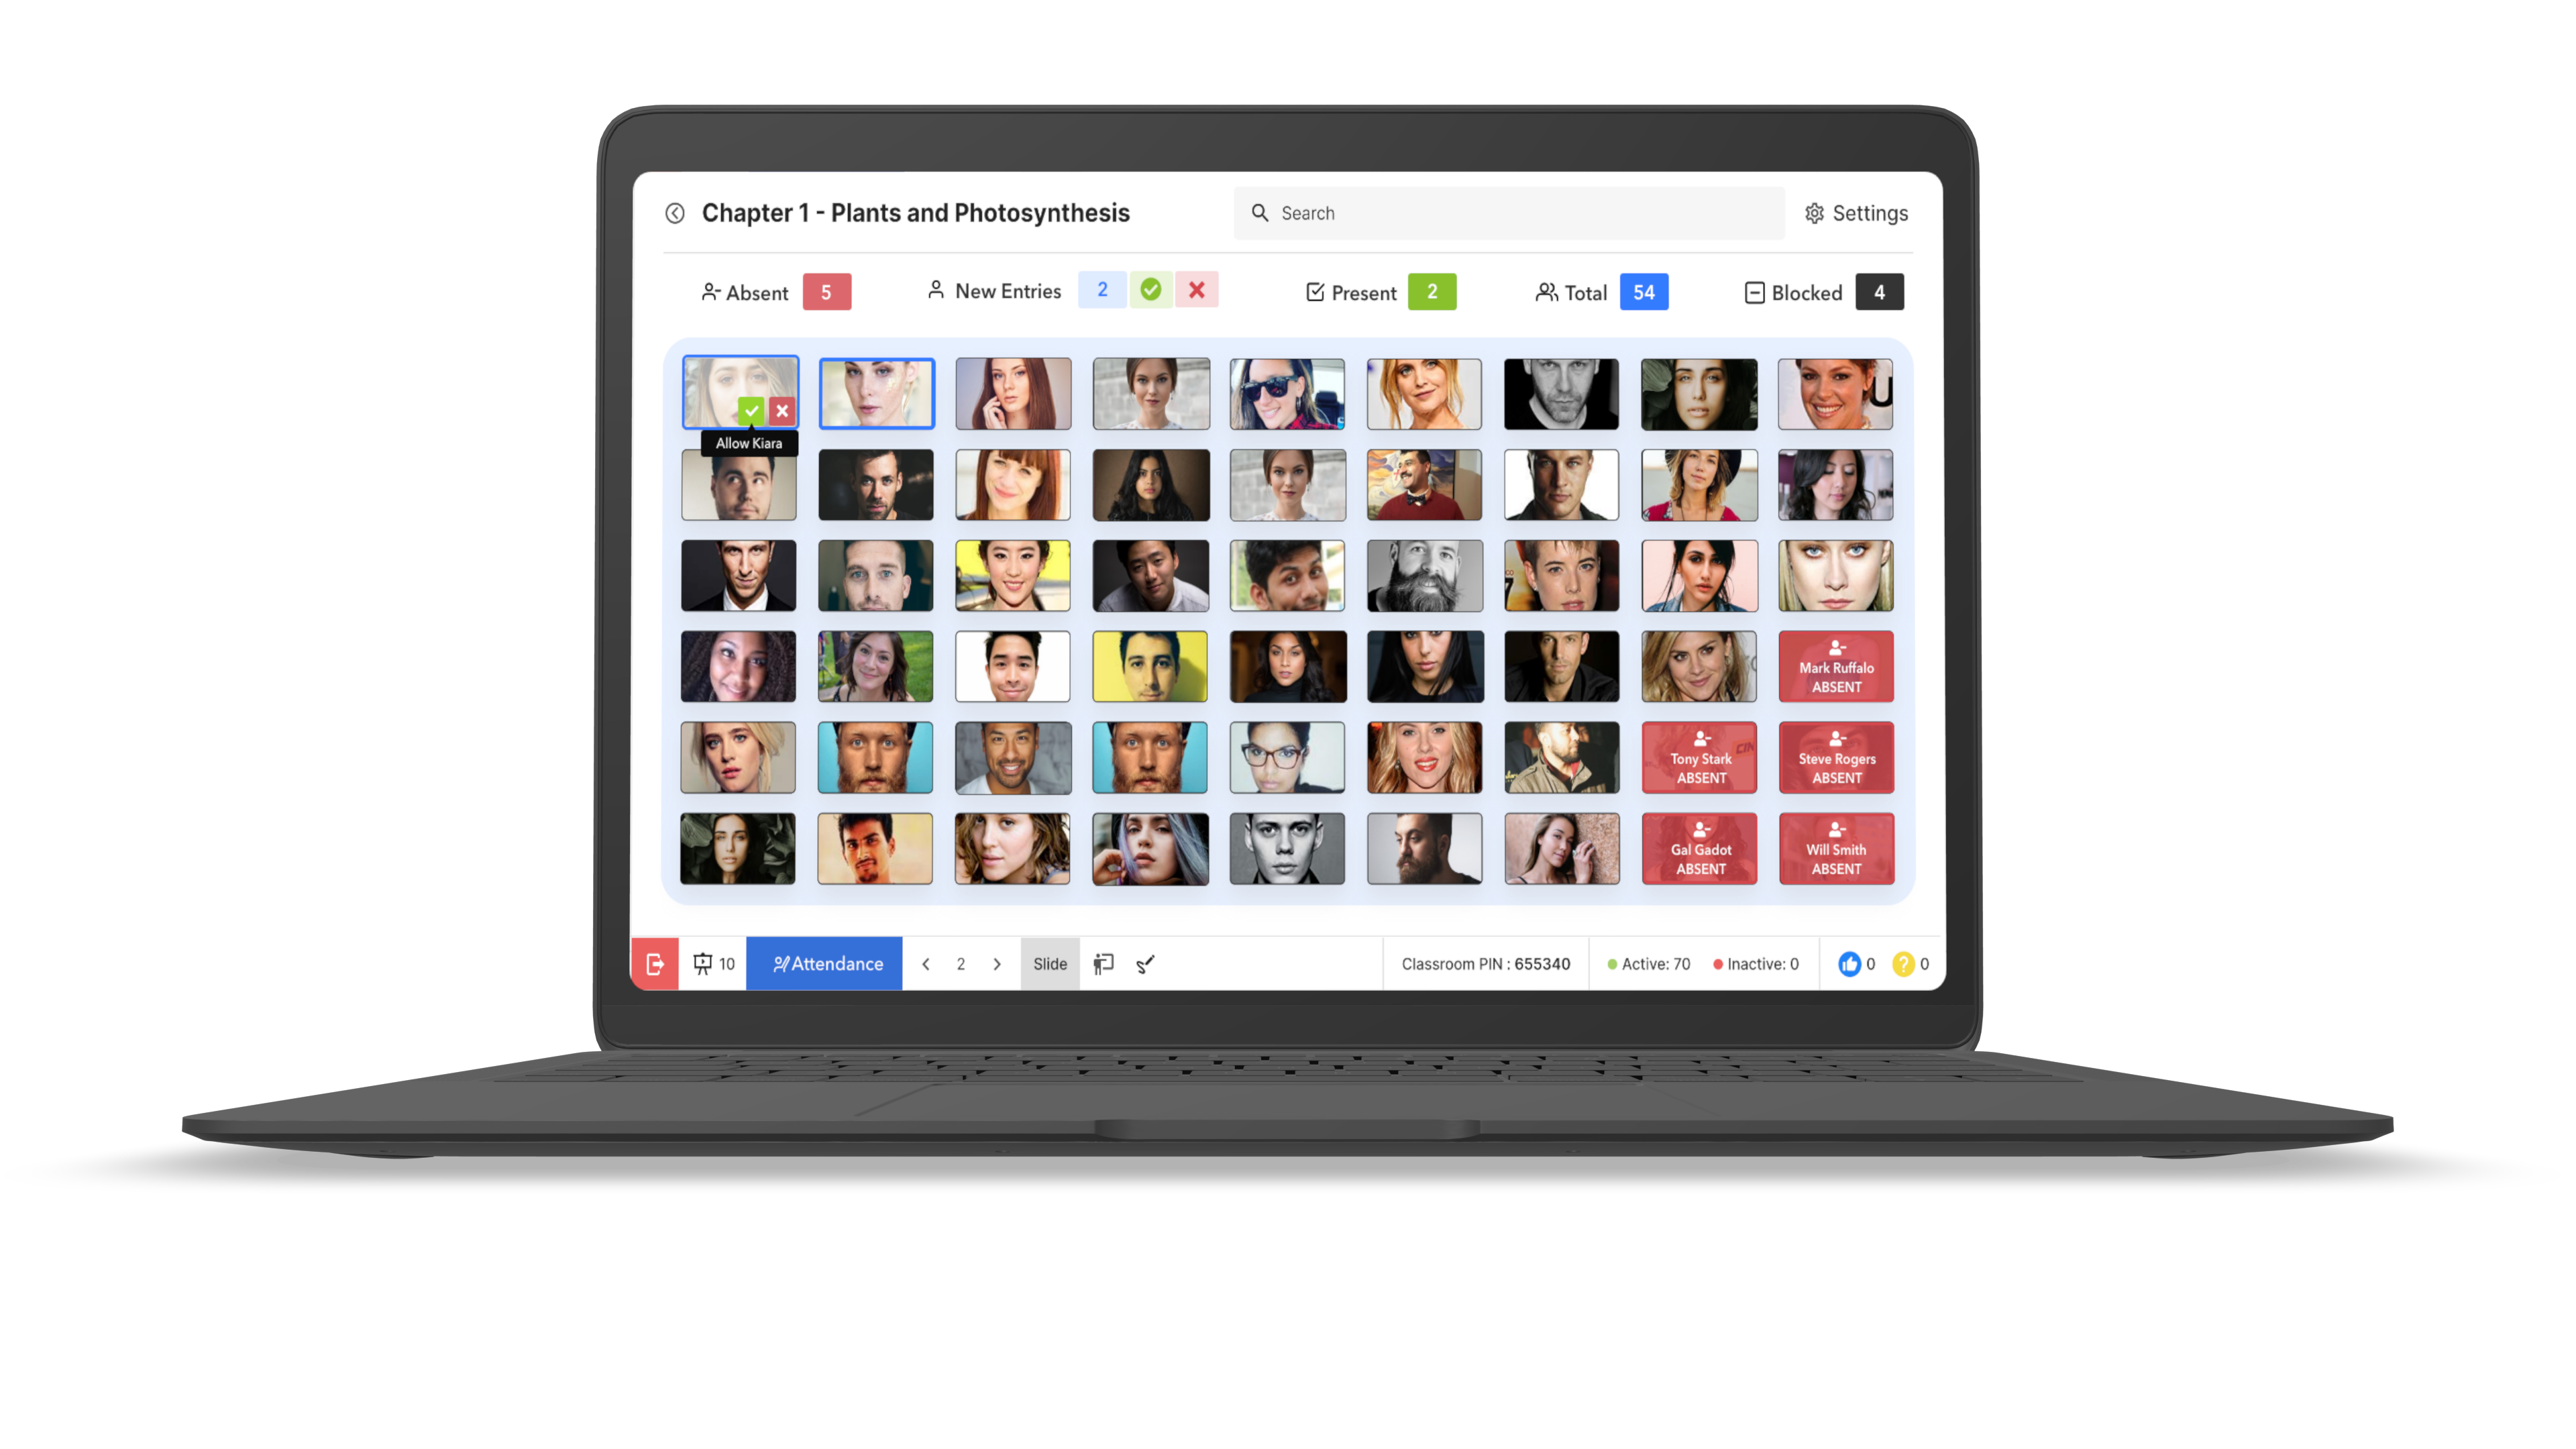 Chapter 1 - Plants and Photosynthesis
Search
Settings
Absent 5
New Entries 2
Present 2
Total 54
Blocked 4
U
Allow Kiara
Mark Ruffalo
ABSENT
Tony Stark
ABSENT
Steve Rogers
ABSENT
Gal Gadot
ABSENT
Will Smith
ABSENT
10
Attendance
2
Slide
Classroom PIN : 655340
Active: 70
Inactive: 0
0
? 0